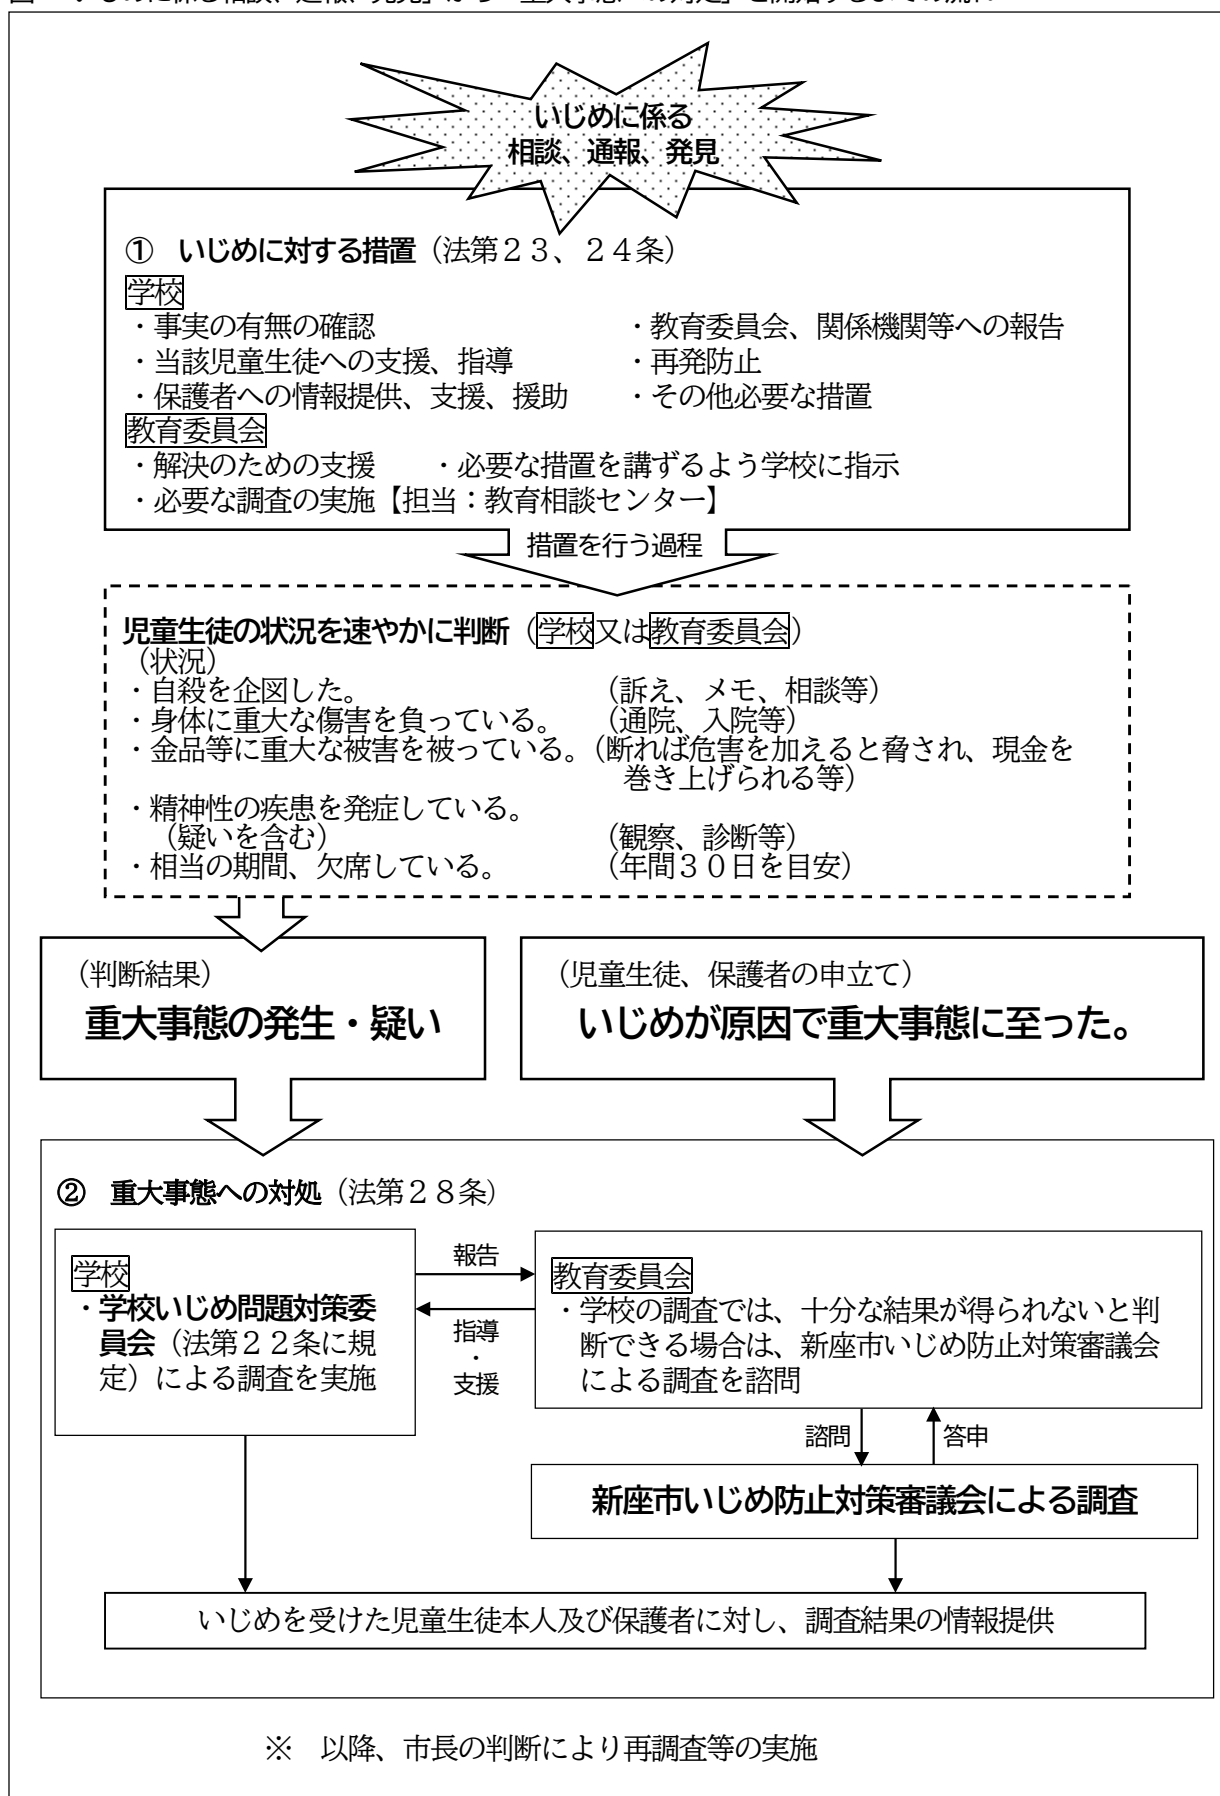 いじめに係る
相談、通報、発見
① いじめに対する措置（法第２３、２４条）
学校
・事実の有無の確認　・教育委員会、関係機関等への報告
・当該児童生徒への支援、指導　・再発防止
・保護者への情報提供、支援、援助　・その他必要な措置
教育委員会
・解決のための支援　・必要な措置を講ずるよう学校に指示
・必要な調査の実施【担当：教育相談センター】
措置を行う過程
児童生徒の状況を速やかに判断（学校又は教育委員会）
（状況）
・自殺を企図した。　（訴え、メモ、相談等）
・身体に重大な傷害を負っている。　（通院、入院等）
・金品等に重大な被害を被っている。（断れば危害を加えると脅され、現金を
巻き上げられる等）
・精神性の疾患を発症している。
（疑いを含む）　（観察、診断等）
・相当の期間、欠席している。　（年間３０日を目安）
（判断結果）
重大事態の発生・疑い
（児童生徒、保護者の申立て）
いじめが原因で重大事態に至った。
② 重大事態への対処（法第２８条）
学校
・学校いじめ問題対策委
員会（法第２２条に規
定）による調査を実施
報告
指導
・
支援
教育委員会
・学校の調査では、十分な結果が得られないと判
断できる場合は、新座市いじめ防止対策審議会
による調査を諮問
諮問　答申
新座市いじめ防止対策審議会による調査
いじめを受けた児童生徒本人及び保護者に対し、調査結果の情報提供
※　以降、市長の判断により再調査等の実施